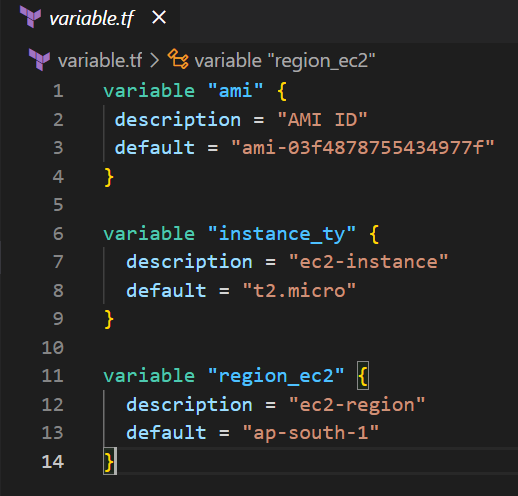 variable.tf ×
variable.tf > variable "region_ec2"
1 variable "ami" {
2 description = "AMI ID"
3 default = "ami-03f4878755434977f"
4 }
5
6 variable "instance_ty" {
7 description = "ec2-instance"
8 default = "t2.micro"
9 }
10
11 variable "region_ec2" {
12 description = "ec2-region"
13 default = "ap-south-1"
14 }